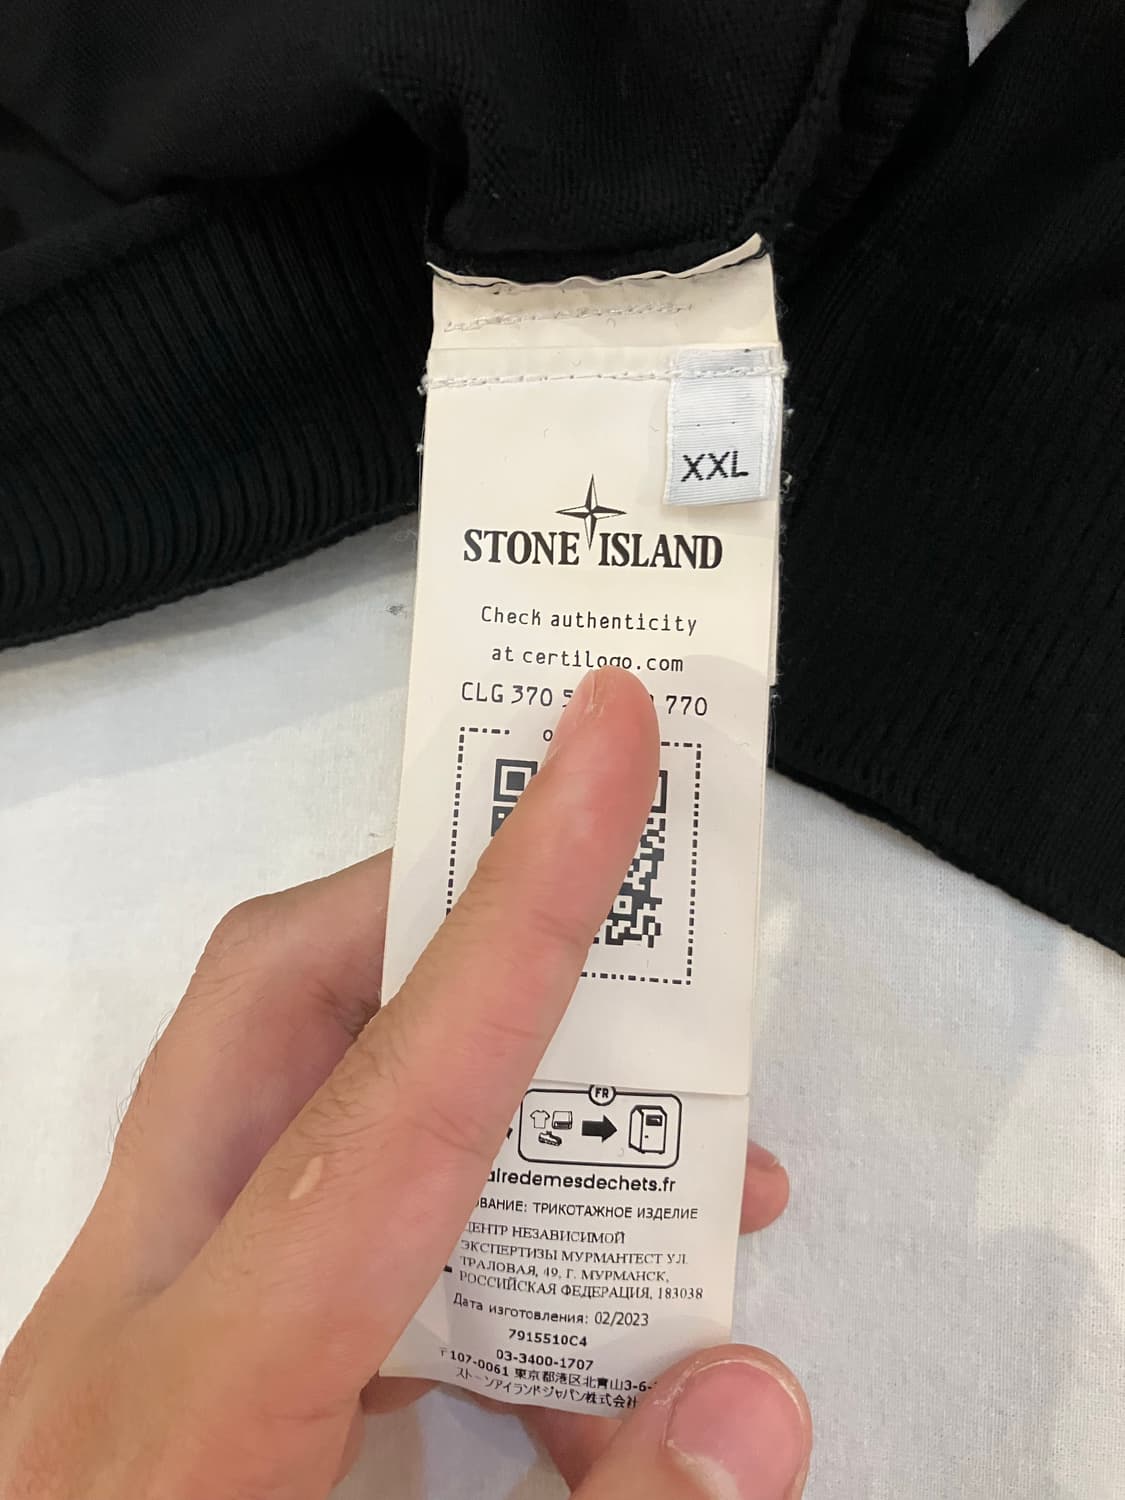 XXL
STONE ISLAND
Check authenticity
at certilogo.com
CLG 370 770
FR
ТРИКОТАЖНОЕ ИЗДЕЛИЕ
ЦЕНТР НЕЗАВИСИМОЙ
ЭКСПЕРТИЗЫ МУРМАНТЕСТ УЛ.
ТРАЛОВАЯ, 49, Г. МУРМАНСК,
РОССИЙСКАЯ ФЕДЕРАЦИЯ, 183038
Дата изготовления: 02/2023
7915510C4
03-3400-1707
〒107-0061 東京都港区北青山3-6-
ストーンアイランドジャパン株式会社